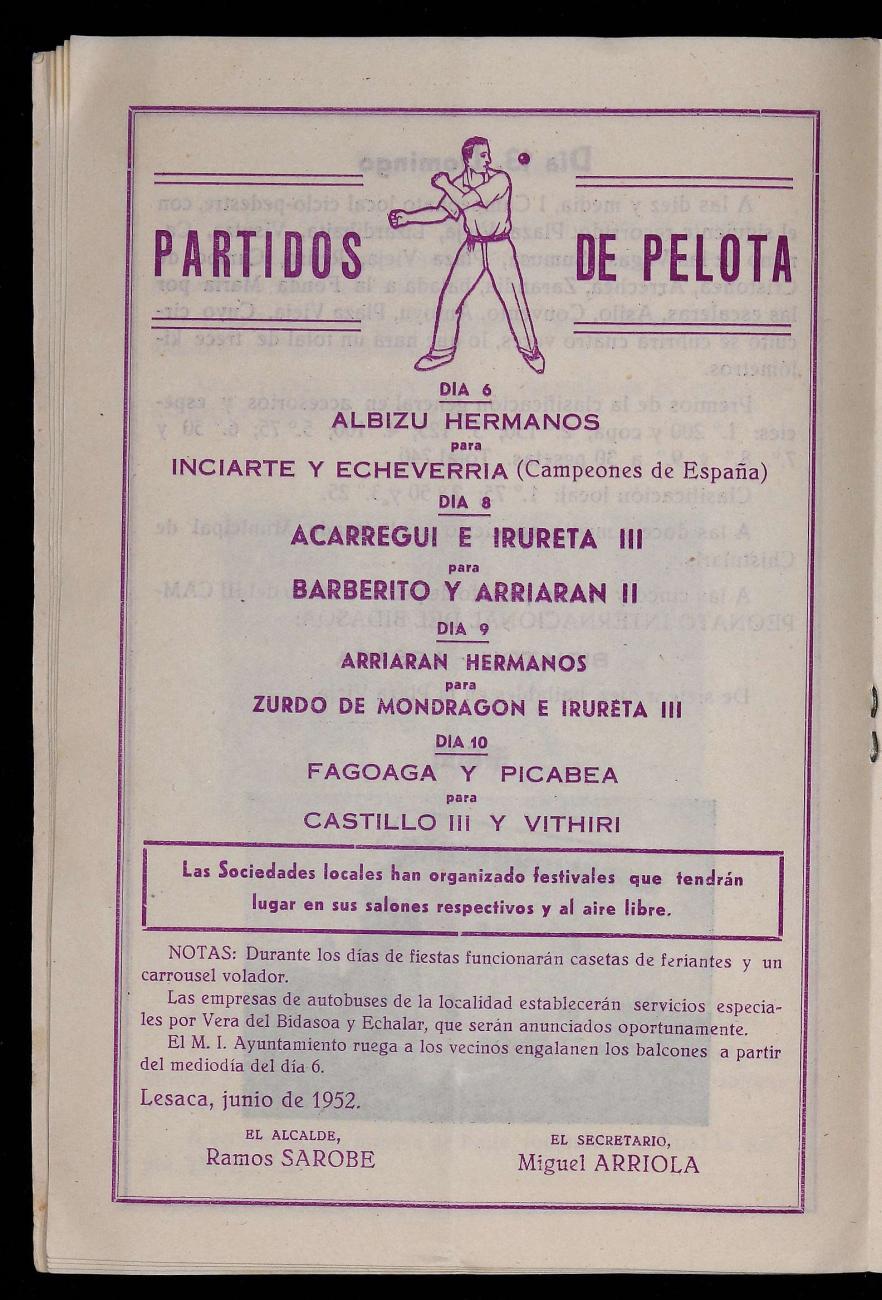 PARTIDOS DE PELOTA
DIA 6
ALBIZU HERMANOS
para
INCIARTE Y ECHEVERRIA (Campeones de España)
DIA 8
ACARREGUI E IRURETA III
para
BARBERITO Y ARRIARAN II
DIA 9
ARRIARAN HERMANOS
para
ZURDO DE MONDRAGON E IRURETA III
DIA 10
FAGOAGA Y PICABEA
para
CASTILLO III Y VITHIRI
Las Sociedades locales han organizado festivales que tendrán
lugar en sus salones respectivos y al aire libre.
NOTAS: Durante los días de fiestas funcionarán casetas de feriantes y un
carrousel volador.
Las empresas de autobuses de la localidad establecerán servicios especia-
les por Vera del Bidasoa y Echalar, que serán anunciados oportunamente.
El M. I. Ayuntamiento ruega a los vecinos engalanen los balcones a partir
del mediodía del día 6.
Lesaca, junio de 1952.
EL ALCALDE,
Ramos SAROBE
EL SECRETARIO,
Miguel ARRIOLA